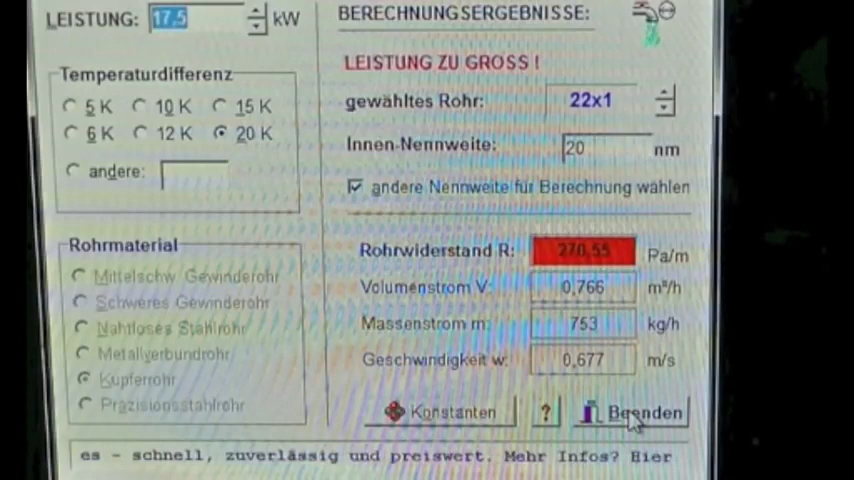 LEISTUNG: 17,5 kW
Temperaturdifferenz
5 K 10 K 15 K
6 K 12 K 20 K
andere:
Rohrmaterial
Mittelschw. Gewinderohr
Schweres Gewinderohr
Nahtloses Stahlrohr
Metallverbundrohr
Kupferrohr
Präzisionsstahlrohr
BERECHNUNGSERGEBNISSE:
LEISTUNG ZU GROSS !
gewähltes Rohr: 22x1
Innen-Nennweite: 20 nm
andere Nennweite für Berechnung wählen
Rohrwiderstand R: 270,55 Pa/m
Volumenstrom V: 0,766 m³/h
Massenstrom m: 753 kg/h
Geschwindigkeit w: 0,677 m/s
Konstanten ? Beenden
es - schnell, zuverlässig und preiswert. Mehr Infos? Hier